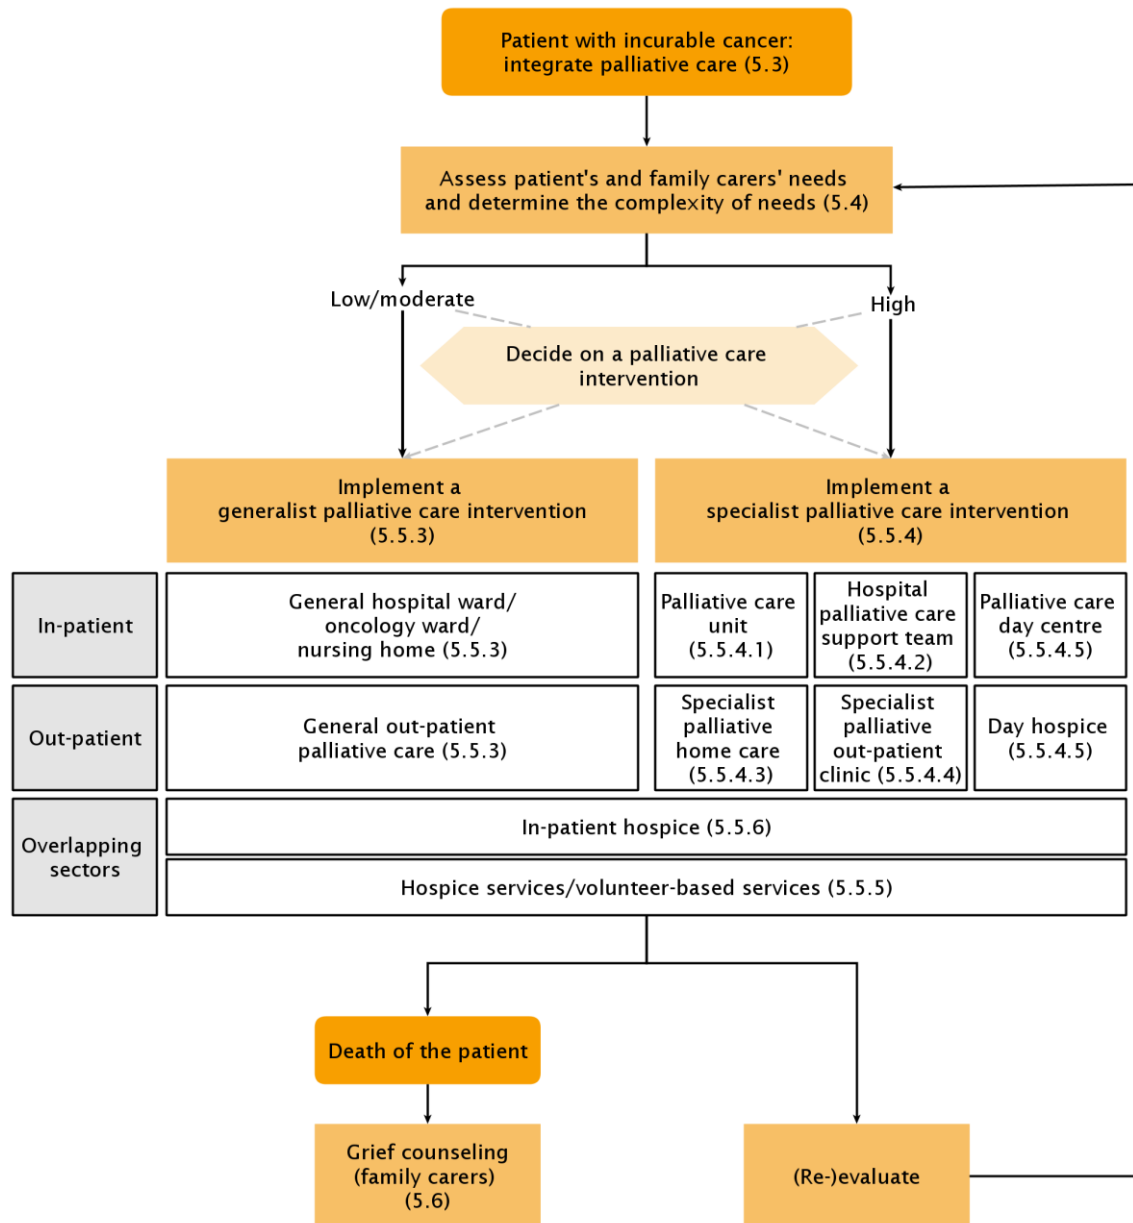 Patient with incurable cancer:
integrate palliative care (5.3)
Assess patient's and family carers' needs
and determine the complexity of needs (5.4)
Low/moderate
High
Decide on a palliative care
intervention
Implement a
generalist palliative care intervention
(5.5.3)
Implement a
specialist palliative care intervention
(5.5.4)
In-patient
General hospital ward/
oncology ward/
nursing home (5.5.3)
Palliative care
unit
(5.5.4.1)
Hospital
palliative care
support team
(5.5.4.2)
Palliative care
day centre
(5.5.4.5)
Out-patient
General out-patient
palliative care (5.5.3)
Specialist
palliative
home care
(5.5.4.3)
Specialist
palliative
out-patient
clinic (5.5.4.4)
Day hospice
(5.5.4.5)
Overlapping
sectors
In-patient hospice (5.5.6)
Hospice services/volunteer-based services (5.5.5)
Death of the patient
Grief counseling
(family carers)
(5.6)
(Re-)evaluate